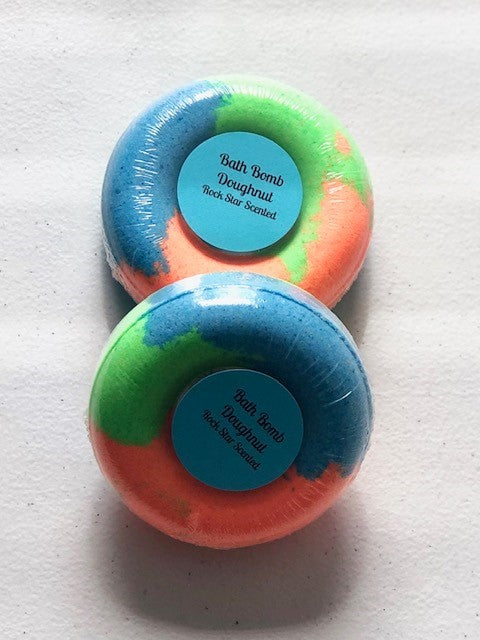 Bath Bomb
Doughnut
Rock Star Scented
Bath Bomb
Doughnut
Rock Star Scented